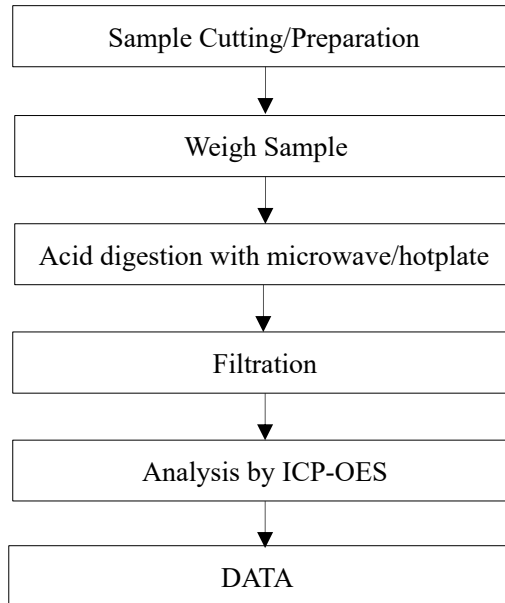 Sample Cutting/Preparation
Weigh Sample
Acid digestion with microwave/hotplate
Filtration
Analysis by ICP-OES
DATA